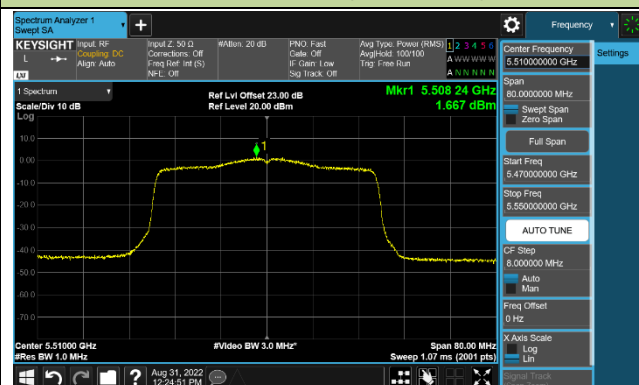 Spectrum Analyzer 1
Swept SA
+
Frequency
KEYSIGHT
L
LXI
Input: RF
Coupling: DC
Align: Auto
Input Z: 50 Ω
Corrections: Off
Freq Ref: Int (S)
NFE: Off
#Atten: 20 dB
PNO: Fast
Gate: Off
IF Gain: Low
Sig Track: Off
Avg Type: Power (RMS)
Avg|Hold: 100/100
Trig: Free Run
1 2 3 4 5 6
A W W W W W
A N N N N N
Center Frequency
5.510000000 GHz
Settings
Span
80.0000000 MHz
Swept Span
Zero Span
Full Span
Start Freq
5.470000000 GHz
Stop Freq
5.550000000 GHz
AUTO TUNE
CF Step
8.000000 MHz
Auto
Man
Freq Offset
0 Hz
X Axis Scale
Log
Lin
Signal Track
1 Spectrum
Scale/Div 10 dB
Log
Ref Lvl Offset 23.00 dB
Ref Level 20.00 dBm
Mkr1 5.508 24 GHz
1.667 dBm
1
10.0
0.00
-10.0
-20.0
-30.0
-40.0
-50.0
-60.0
-70.0
Center 5.51000 GHz
#Res BW 1.0 MHz
#Video BW 3.0 MHz*
Span 80.00 MHz
Sweep 1.07 ms (2001 pts)
?
Aug 31, 2022
12:24:51 PM